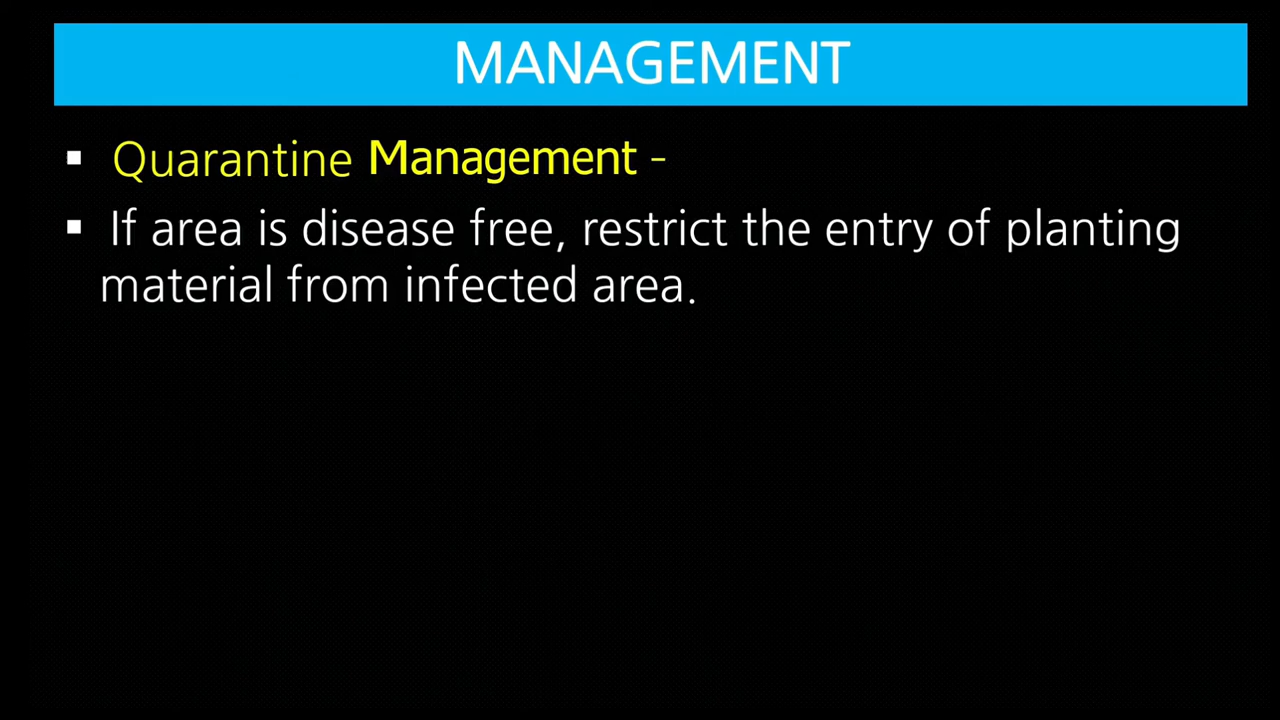 MANAGEMENT
▪ Quarantine Management -
▪ If area is disease free, restrict the entry of planting
material from infected area.